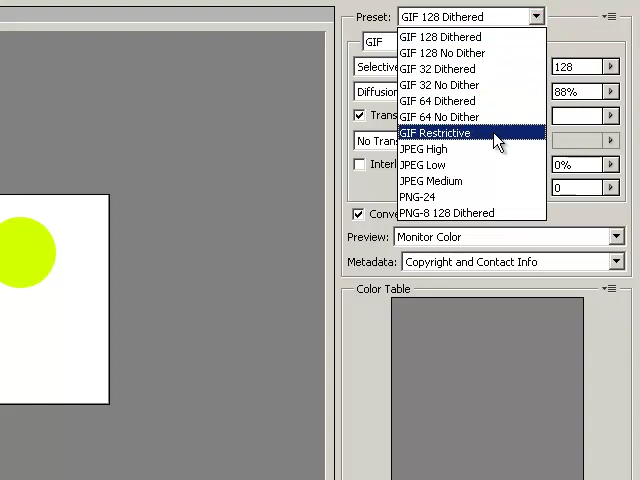 Preset: GIF 128 Dithered
GIF 128 Dithered
GIF 128 No Dither
GIF 32 Dithered
GIF 32 No Dither
GIF 64 Dithered
GIF 64 No Dither
GIF Restrictive
JPEG High
JPEG Low
JPEG Medium
PNG-24
PNG-8 128 Dithered
GIF
Selective
128
Diffusion
88%
Trans
No Trans
Interl
0%
0
Conve
Preview: Monitor Color
Metadata: Copyright and Contact Info
Color Table